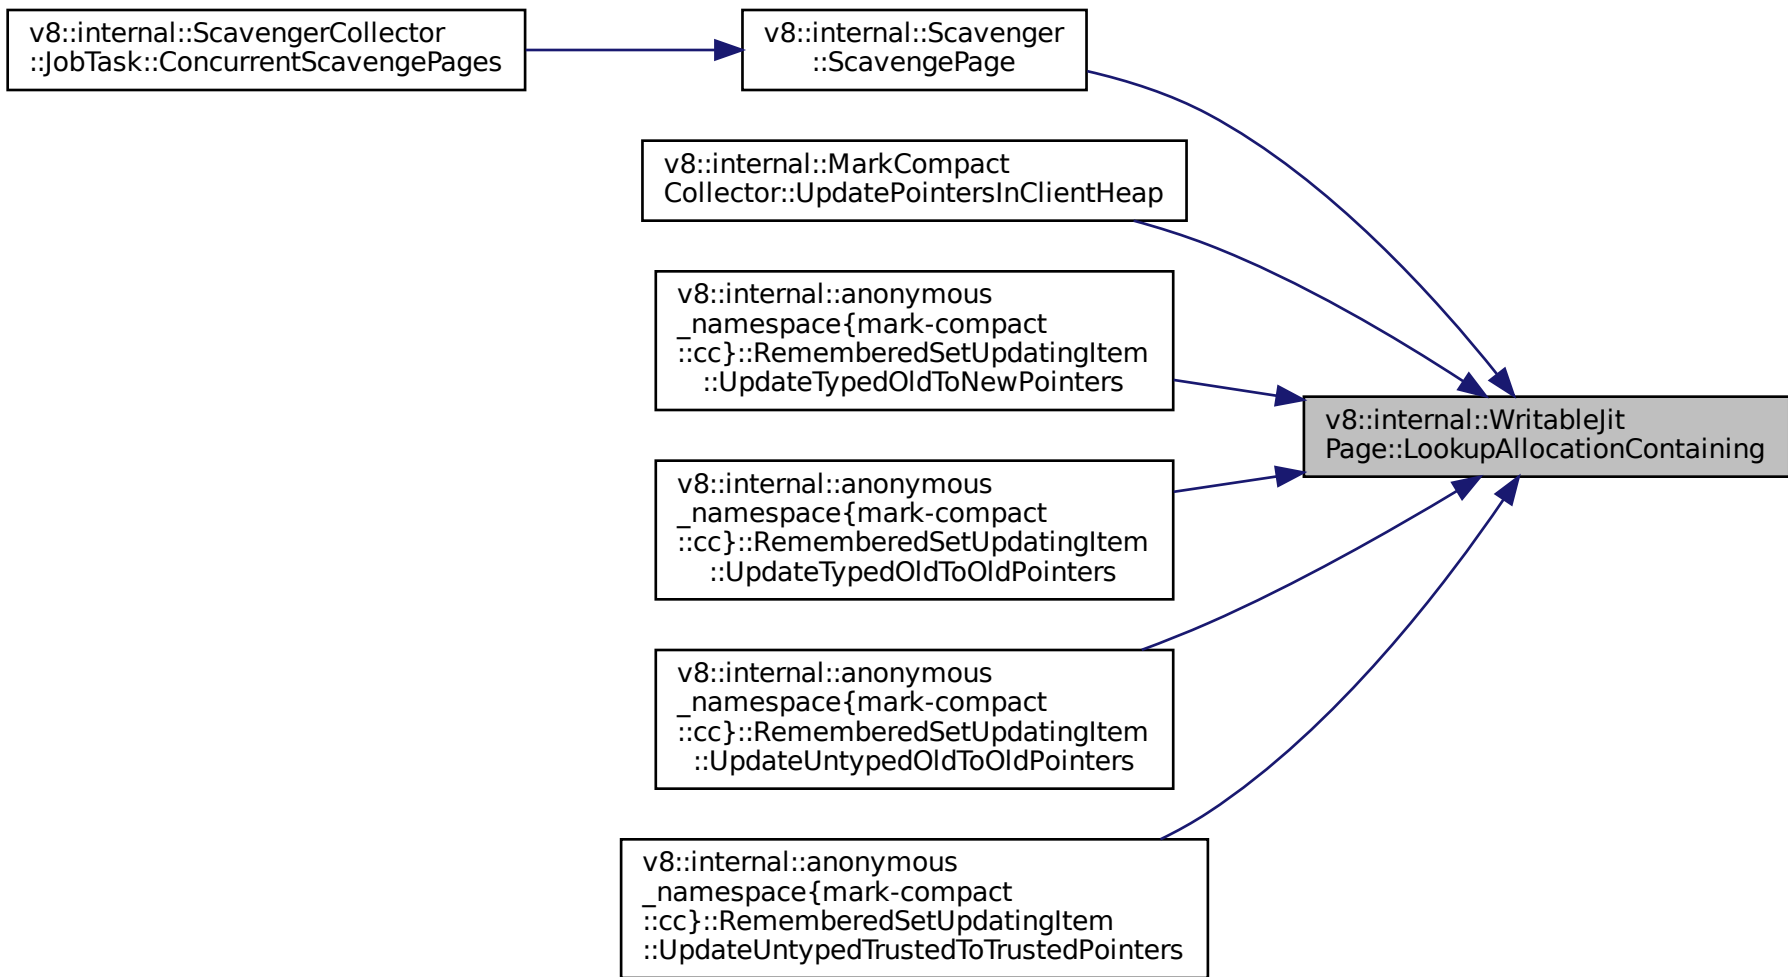 v8::internal::ScavengerCollector
::JobTask::ConcurrentScavengePages
v8::internal::Scavenger
::ScavengePage
v8::internal::MarkCompact
Collector::UpdatePointersInClientHeap
v8::internal::anonymous
_namespace{mark-compact
::cc}::RememberedSetUpdatingItem
::UpdateTypedOldToNewPointers
v8::internal::WritableJit
Page::LookupAllocationContaining
v8::internal::anonymous
_namespace{mark-compact
::cc}::RememberedSetUpdatingItem
::UpdateTypedOldToOldPointers
v8::internal::anonymous
_namespace{mark-compact
::cc}::RememberedSetUpdatingItem
::UpdateUntypedOldToOldPointers
v8::internal::anonymous
_namespace{mark-compact
::cc}::RememberedSetUpdatingItem
::UpdateUntypedTrustedToTrustedPointers